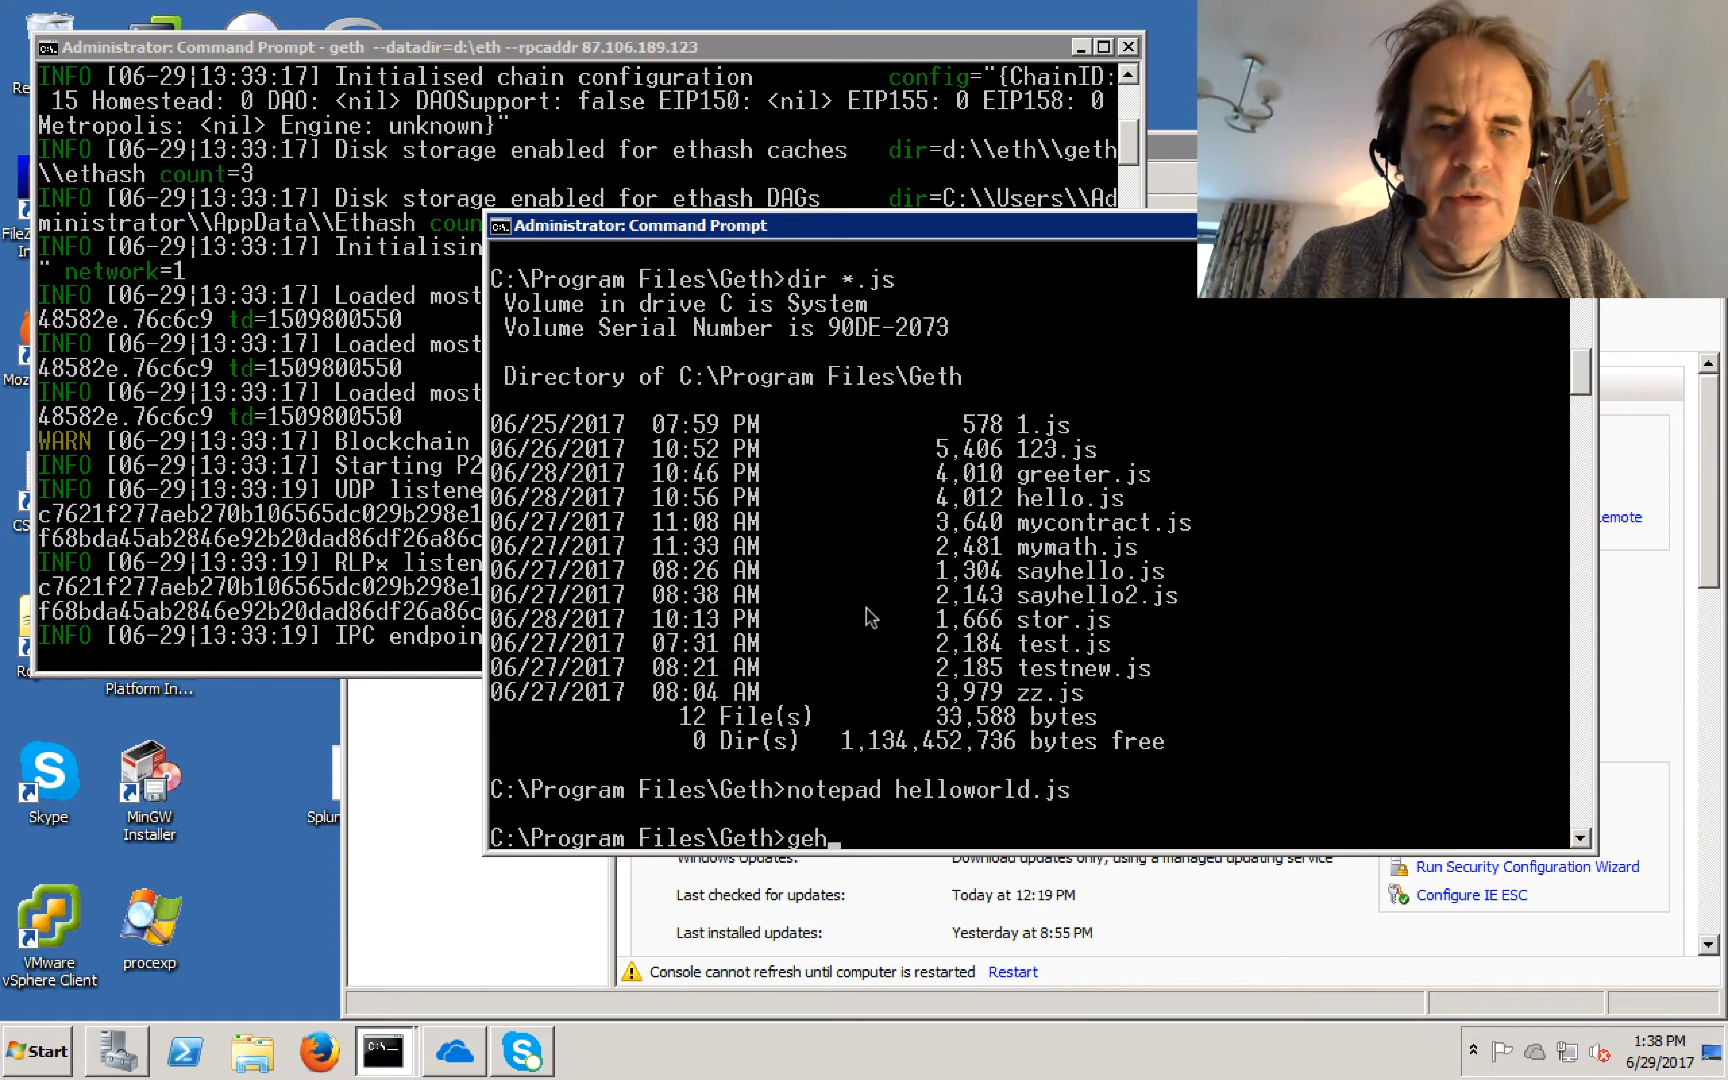 Administrator: Command Prompt - geth --datadir=d:\eth --rpcaddr 87.106.189.123
INFO [06-29|13:33:17] Initialised chain configuration config="{ChainID:
15 Homestead: 0 DAO: <nil> DAOSupport: false EIP150: <nil> EIP155: 0 EIP158: 0
Metropolis: <nil> Engine: unknown}"
INFO [06-29|13:33:17] Disk storage enabled for ethash caches dir=d:\\eth\\geth
\\ethash count=3
INFO [06-29|13:33:17] Disk storage enabled for ethash DAGs dir=C:\\Users\\Ad
ministrator\\AppData\\Ethash coun
INFO [06-29|13:33:17] Initialisin
" network=1
INFO [06-29|13:33:17] Loaded most
48582e.76c6c9 td=1509800550
INFO [06-29|13:33:17] Loaded most
48582e.76c6c9 td=1509800550
INFO [06-29|13:33:17] Loaded most
48582e.76c6c9 td=1509800550
WARN [06-29|13:33:17] Blockchain
INFO [06-29|13:33:17] Starting P2
INFO [06-29|13:33:19] UDP listene
c7621f277aeb270b106565dc029b298e1
f68bda45ab2846e92b20dad86df26a86c
INFO [06-29|13:33:19] RLPx listen
c7621f277aeb270b106565dc029b298e1
f68bda45ab2846e92b20dad86df26a86c
INFO [06-29|13:33:19] IPC endpoin
Administrator: Command Prompt
C:\Program Files\Geth>dir *.js
Volume in drive C is System
Volume Serial Number is 90DE-2073
Directory of C:\Program Files\Geth
06/25/2017 07:59 PM 578 1.js
06/26/2017 10:52 PM 5,406 123.js
06/28/2017 10:46 PM 4,010 greeter.js
06/28/2017 10:56 PM 4,012 hello.js
06/27/2017 11:08 AM 3,640 mycontract.js
06/27/2017 11:33 AM 2,481 mymath.js
06/27/2017 08:26 AM 1,304 sayhello.js
06/27/2017 08:38 AM 2,143 sayhello2.js
06/28/2017 10:13 PM 1,666 stor.js
06/27/2017 07:31 AM 2,184 test.js
06/27/2017 08:21 AM 2,185 testnew.js
06/27/2017 08:04 AM 3,979 zz.js
12 File(s) 33,588 bytes
0 Dir(s) 1,134,452,736 bytes free
C:\Program Files\Geth>notepad helloworld.js
C:\Program Files\Geth>geh_
emote
Windows Updates: Download updates only, using a managed updating service
Last checked for updates: Today at 12:19 PM
Last installed updates: Yesterday at 8:55 PM
Run Security Configuration Wizard
Configure IE ESC
Console cannot refresh until computer is restarted Restart
Re
FileZ
In
Moz
CS
Ro
Platform In...
Skype
MinGW
Installer
Splun
VMware
vSphere Client
procexp
Start
1:38 PM
6/29/2017